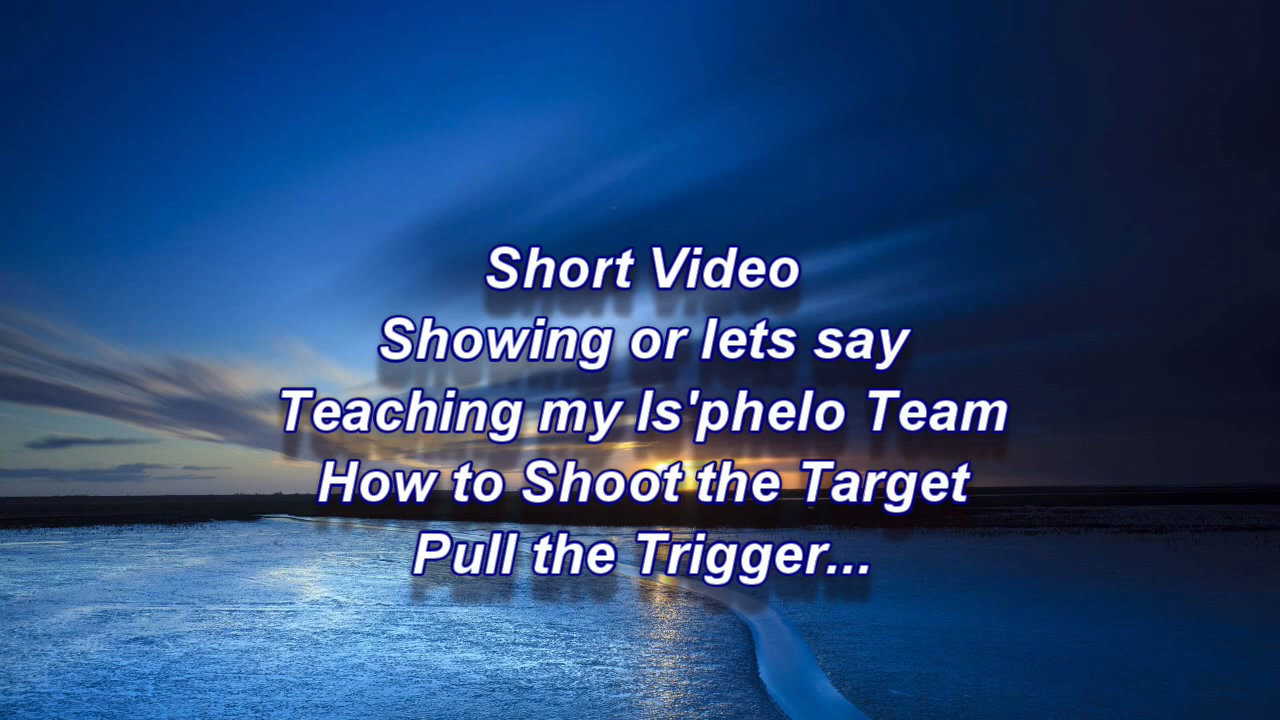 Short Video
Showing or lets say
Teaching my Is'phelo Team
How to Shoot the Target
Pull the Trigger...